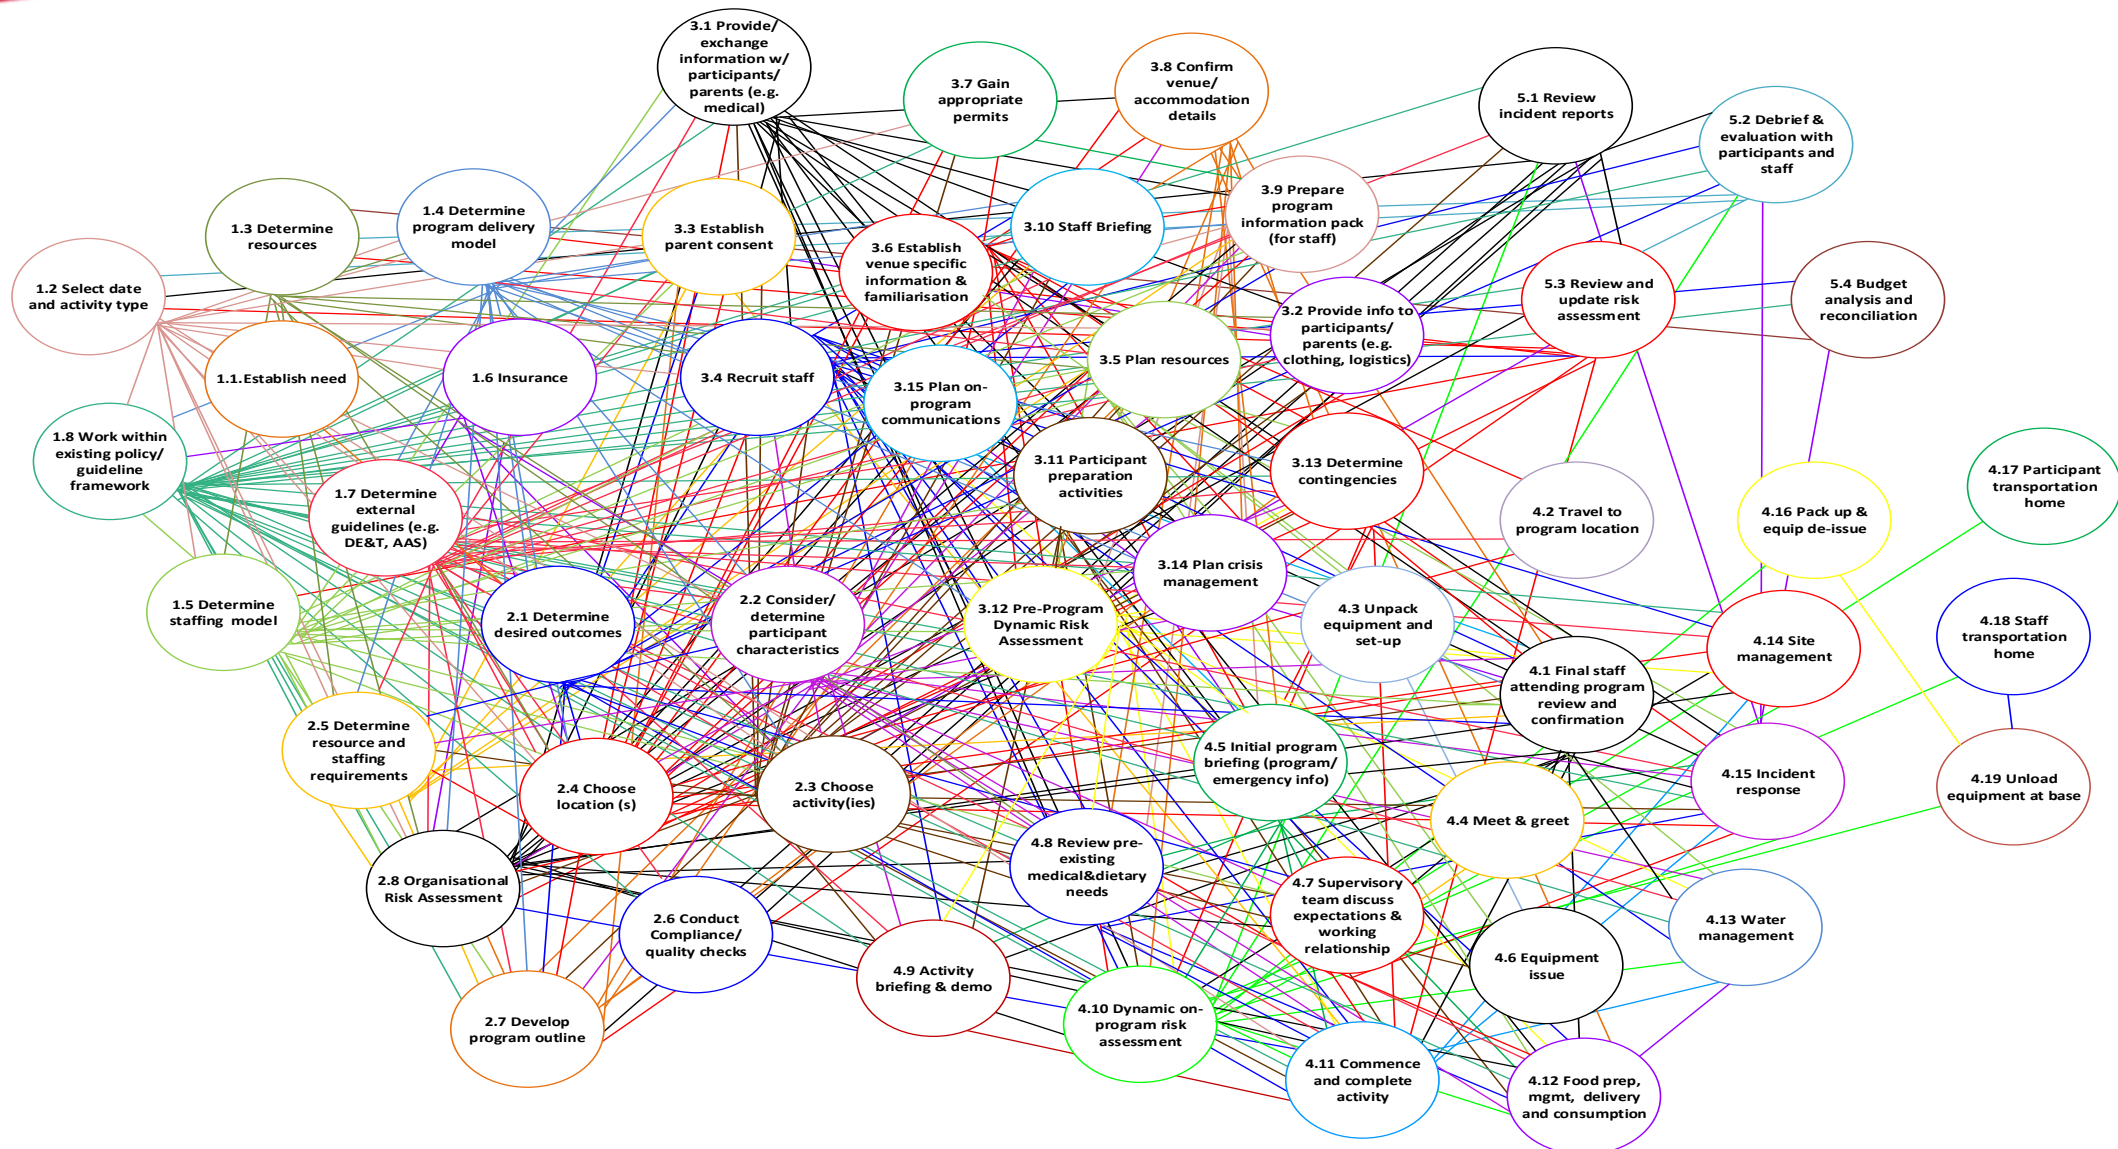 3.1 Provide/
exchange
information w/
participants/
parents (e.g.
medical)
3.7 Gain
appropriate
permits
3.8 Confirm
venue/
accommodation
details
5.1 Review
incident reports
5.2 Debrief &
evaluation with
participants and
staff
1.3 Determine
resources
1.4 Determine
program delivery
model
3.3 Establish
parent consent
3.6 Establish
venue specific
information &
familiarisation
3.10 Staff Briefing
3.9 Prepare
program
information pack
(for staff)
1.2 Select date
and activity type
5.3 Review and
update risk
assessment
5.4 Budget
analysis and
reconciliation
3.2 Provide info to
participants/
parents (e.g.
clothing, logistics)
1.1.Establish need
1.6 Insurance
3.4 Recruit staff
3.15 Plan on-
program
communications
3.5 Plan resources
1.8 Work within
existing policy/
guideline
framework
1.7 Determine
external
guidelines (e.g.
DE&T, AAS)
3.11 Participant
preparation
activities
3.13 Determine
contingencies
4.2 Travel to
program location
4.16 Pack up &
equip de-issue
4.17 Participant
transportation
home
3.14 Plan crisis
management
1.5 Determine
staffing  model
2.1 Determine
desired outcomes
2.2 Consider/
determine
participant
characteristics
3.12 Pre-Program
Dynamic Risk
Assessment
4.3 Unpack
equipment and
set-up
4.14 Site
management
4.18 Staff
transportation
home
4.1 Final staff
attending program
review and
confirmation
2.5 Determine
resource and
staffing
requirements
2.4 Choose
location (s)
2.3 Choose
activity(ies)
4.5 Initial program
briefing (program/
emergency info)
4.15 Incident
response
4.19 Unload
equipment at base
4.4 Meet & greet
2.8 Organisational
Risk Assessment
4.8 Review pre-
existing
medical&dietary
needs
4.7 Supervisory
team discuss
expectations &
working
relationship
2.6 Conduct
Compliance/
quality checks
4.13 Water
management
4.9 Activity
briefing & demo
4.6 Equipment
issue
2.7 Develop
program outline
4.10 Dynamic on-
program risk
assessment
4.11 Commence
and complete
activity
4.12 Food prep,
mgmt,  delivery
and consumption